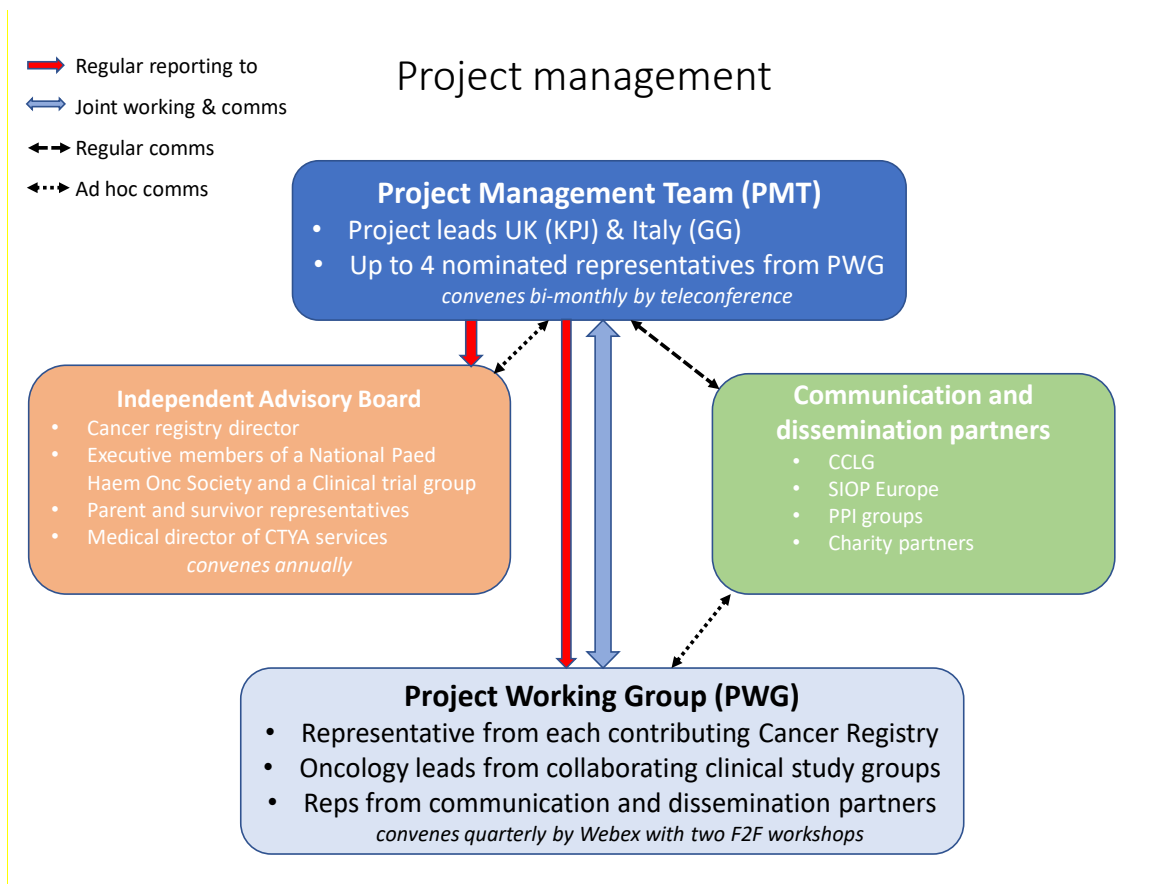 Project management
Regular reporting to
Joint working & comms
Regular comms
Ad hoc comms
Project Management Team (PMT)
• Project leads UK (KPJ) & Italy (GG)
• Up to 4 nominated representatives from PWG
convenes bi-monthly by teleconference
Independent Advisory Board
• Cancer registry director
• Executive members of a National Paed
Haem Onc Society and a Clinical trial group
• Parent and survivor representatives
• Medical director of CTYA services
convenes annually
Communication and
dissemination partners
• CCLG
• SIOP Europe
• PPI groups
• Charity partners
Project Working Group (PWG)
• Representative from each contributing Cancer Registry
• Oncology leads from collaborating clinical study groups
• Reps from communication and dissemination partners
convenes quarterly by Webex with two F2F workshops